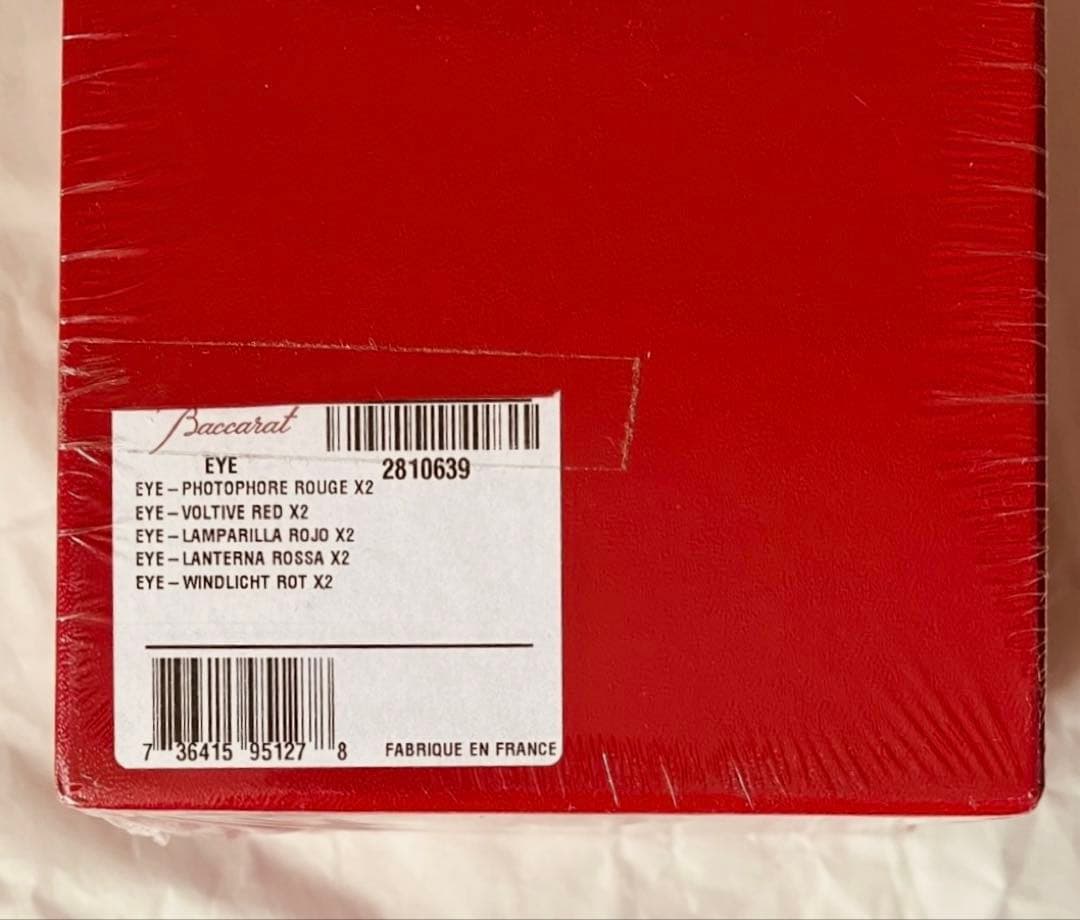 Baccarat
EYE
2810639
EYE–PHOTOPHORE ROUGE X2
EYE–VOLTIVE RED X2
EYE–LAMPARILLA ROJO X2
EYE–LANTERNA ROSSA X2
EYE–WINDLICHT ROT X2
7 36415 95127 8 FABRIQUE EN FRANCE